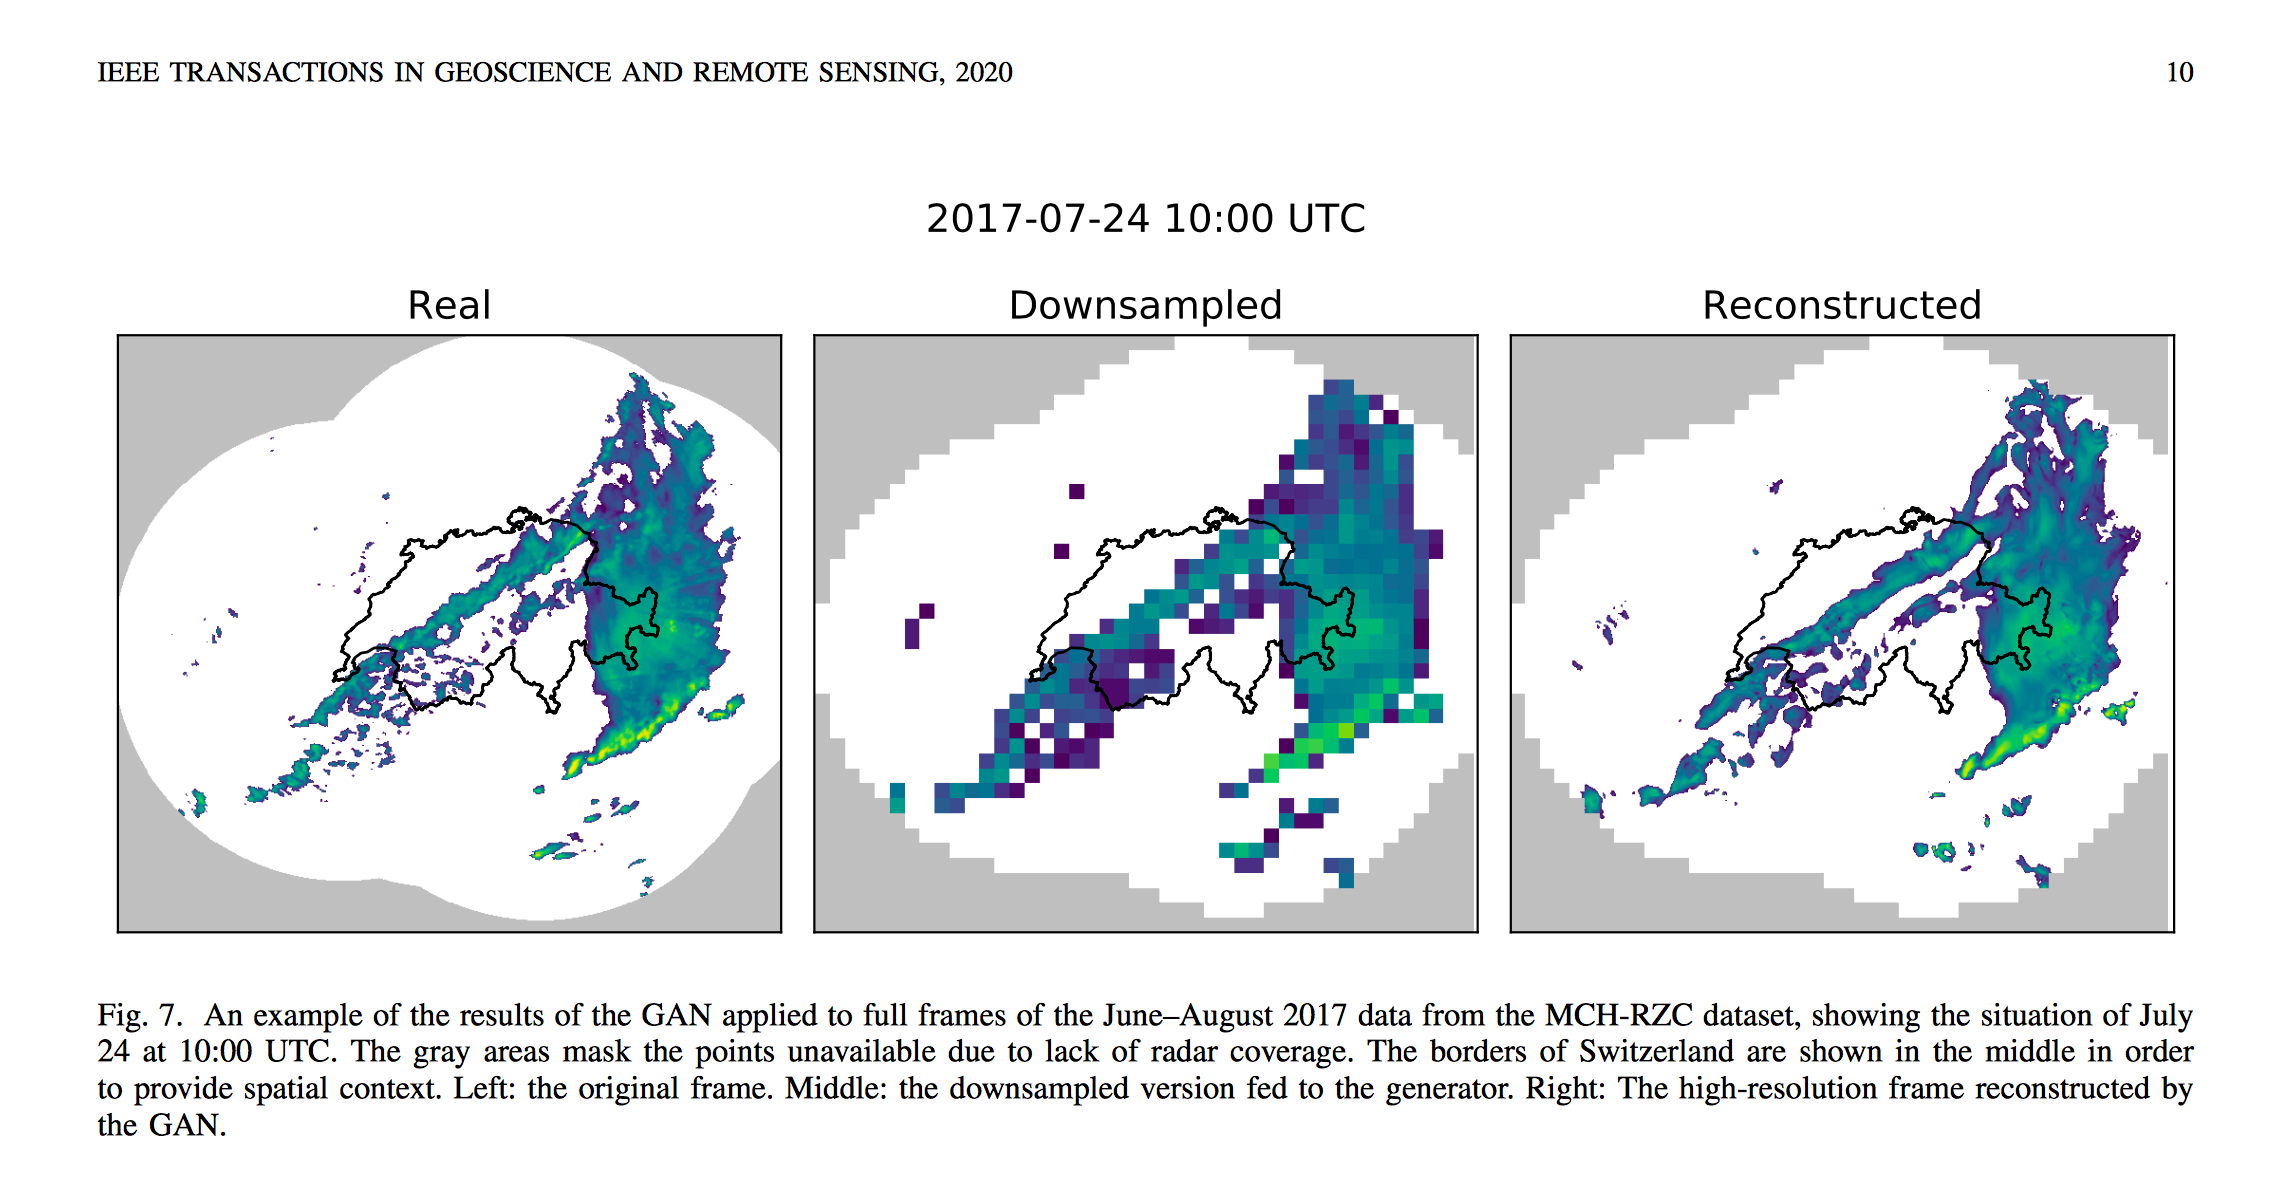 IEEE TRANSACTIONS IN GEOSCIENCE AND REMOTE SENSING, 2020 10
2017-07-24 10:00 UTC
Real Downsampled Reconstructed
Fig. 7. An example of the results of the GAN applied to full frames of the June–August 2017 data from the MCH-RZC dataset, showing the situation of July
24 at 10:00 UTC. The gray areas mask the points unavailable due to lack of radar coverage. The borders of Switzerland are shown in the middle in order
to provide spatial context. Left: the original frame. Middle: the downsampled version fed to the generator. Right: The high-resolution frame reconstructed by
the GAN.